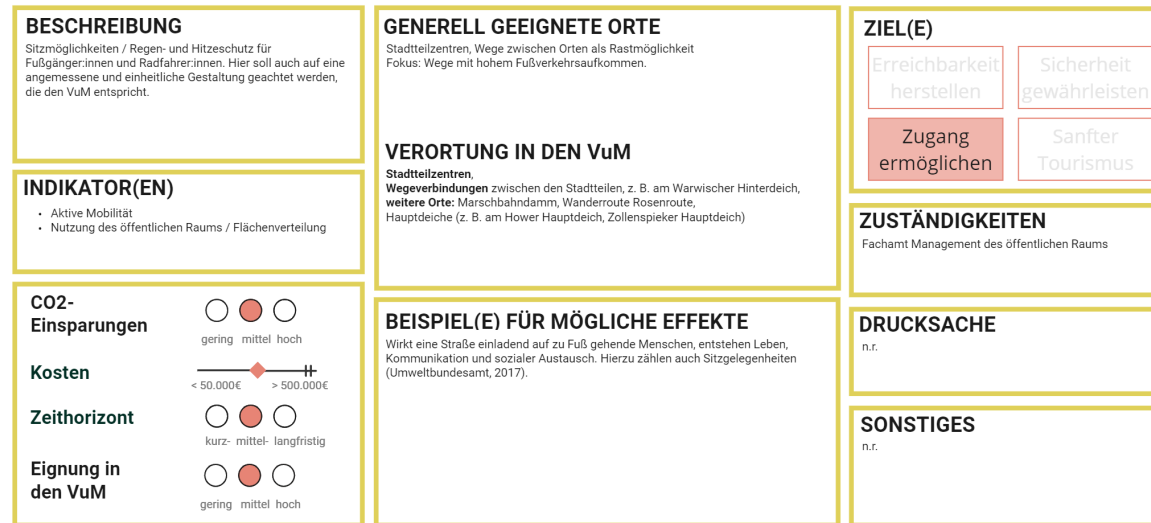 BESCHREIBUNG
Sitzmöglichkeiten / Regen- und Hitzeschutz für
Fußgänger:innen und Radfahrer:innen. Hier soll auch auf eine
angemessene und einheitliche Gestaltung geachtet werden,
die den VuM entspricht.
INDIKATOR(EN)
• Aktive Mobilität
• Nutzung des öffentlichen Raums / Flächenverteilung
CO2-
Einsparungen
gering mittel hoch
Kosten
< 50.000€ > 500.000€
Zeithorizont
kurz- mittel- langfristig
Eignung in
den VuM
gering mittel hoch
GENERELL GEEIGNETE ORTE
Stadtteilzentren, Wege zwischen Orten als Rastmöglichkeit
Fokus: Wege mit hohem Fußverkehrsaufkommen.
VERORTUNG IN DEN VuM
Stadtteilzentren,
Wegeverbindungen zwischen den Stadtteilen, z. B. am Warwischer Hinterdeich,
weitere Orte: Marschbahndamm, Wanderroute Rosenroute,
Hauptdeiche (z. B. am Hower Hauptdeich, Zollenspieker Hauptdeich)
BEISPIEL(E) FÜR MÖGLICHE EFFEKTE
Wirkt eine Straße einladend auf zu Fuß gehende Menschen, entstehen Leben,
Kommunikation und sozialer Austausch. Hierzu zählen auch Sitzgelegenheiten
(Umweltbundesamt, 2017).
ZIEL(E)
Erreichbarkeit
herstellen
Sicherheit
gewährleisten
Zugang
ermöglichen
Sanfter
Tourismus
ZUSTÄNDIGKEITEN
Fachamt Management des öffentlichen Raums
DRUCKSACHE
n.r.
SONSTIGES
n.r.